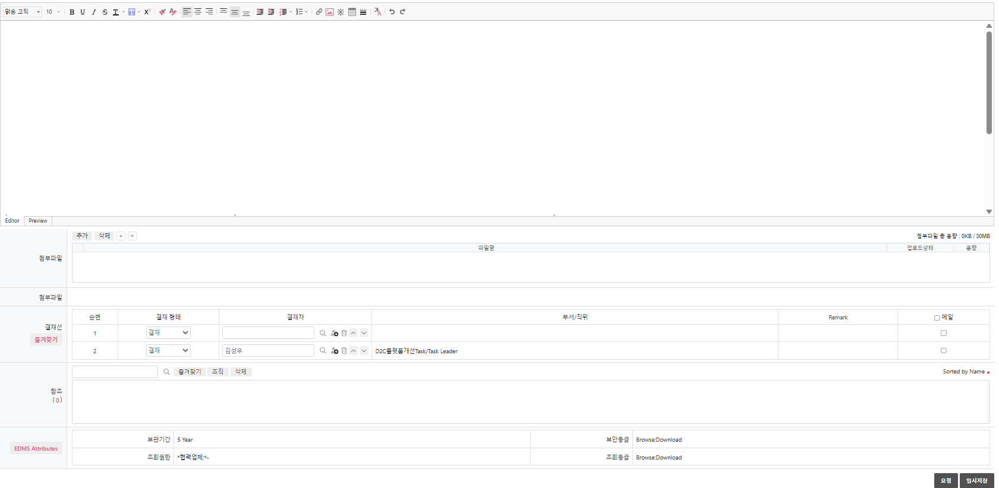 맑은 고딕 10 B U I S T T X²
Editor Preview
추가 삭제 첨부파일 총 용량 : 0KB / 30MB
파일명 업로드상태 용량
첨부파일
첨부파일
결재선
즐겨찾기
순번 결재 형태 결재자 부서/직위 Remark 메일
1 결재
2 결재 김성우 D2C플랫폼개선Task/Task Leader
즐겨찾기 조직 삭제 Sorted by Name ▲
참조
( 0 )
EDMS Attributes
보관기간 5 Year 보안등급 Browse;Download
조회권한 *협력업체;*- 조회등급 Browse;Download
요청 임시저장